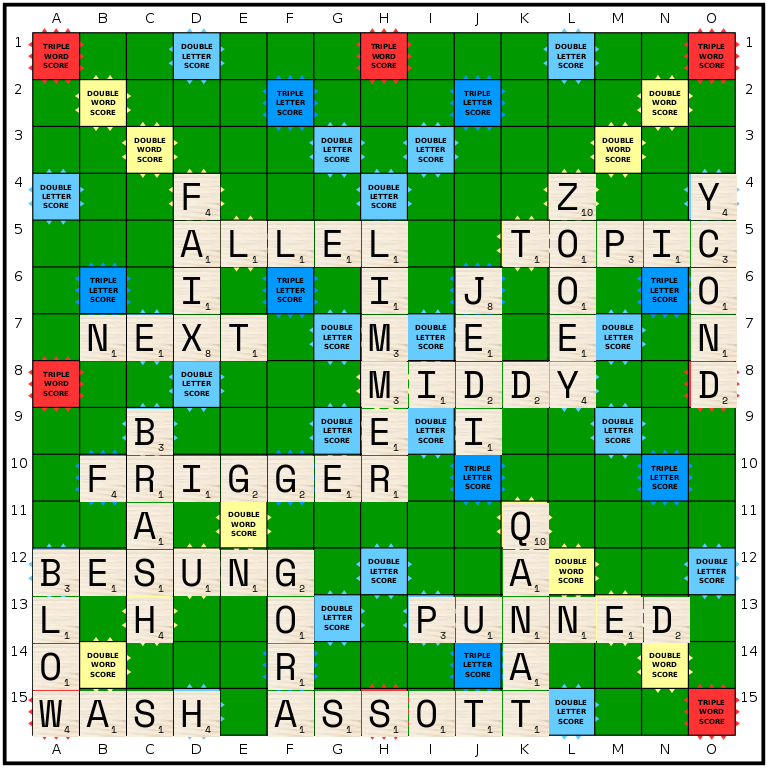 A B C D E F G H I J K L M N O
1 TRIPLE WORD SCORE DOUBLE LETTER SCORE TRIPLE WORD SCORE DOUBLE LETTER SCORE TRIPLE WORD SCORE 1
2 DOUBLE WORD SCORE TRIPLE LETTER SCORE TRIPLE LETTER SCORE DOUBLE WORD SCORE 2
3 DOUBLE WORD SCORE DOUBLE LETTER SCORE DOUBLE LETTER SCORE DOUBLE WORD SCORE 3
4 DOUBLE LETTER SCORE F4 DOUBLE LETTER SCORE Z10 Y4 4
5 A1 L1 L1 E1 L1 T1 O1 P3 I1 C3 5
6 TRIPLE LETTER SCORE I1 TRIPLE LETTER SCORE I1 J8 O1 TRIPLE LETTER SCORE O1 6
7 N1 E1 X8 T1 DOUBLE LETTER SCORE M3 DOUBLE LETTER SCORE E1 E1 DOUBLE LETTER SCORE N1 7
8 TRIPLE WORD SCORE DOUBLE LETTER SCORE M3 I1 D2 D2 Y4 D2 8
9 B3 DOUBLE LETTER SCORE E1 DOUBLE LETTER SCORE I1 DOUBLE LETTER SCORE 9
10 F4 R1 I1 G2 G2 E1 R1 TRIPLE LETTER SCORE TRIPLE LETTER SCORE 10
11 A1 DOUBLE WORD SCORE Q10 11
12 B3 E1 S1 U1 N1 G2 DOUBLE LETTER SCORE A1 DOUBLE WORD SCORE DOUBLE LETTER SCORE 12
13 L1 H4 O1 DOUBLE LETTER SCORE P3 U1 N1 N1 E1 D2 13
14 O1 DOUBLE WORD SCORE R1 TRIPLE LETTER SCORE A1 DOUBLE WORD SCORE 14
15 W4 A1 S1 H4 A1 S1 S1 O1 T1 T1 DOUBLE LETTER SCORE TRIPLE WORD SCORE 15
A B C D E F G H I J K L M N O